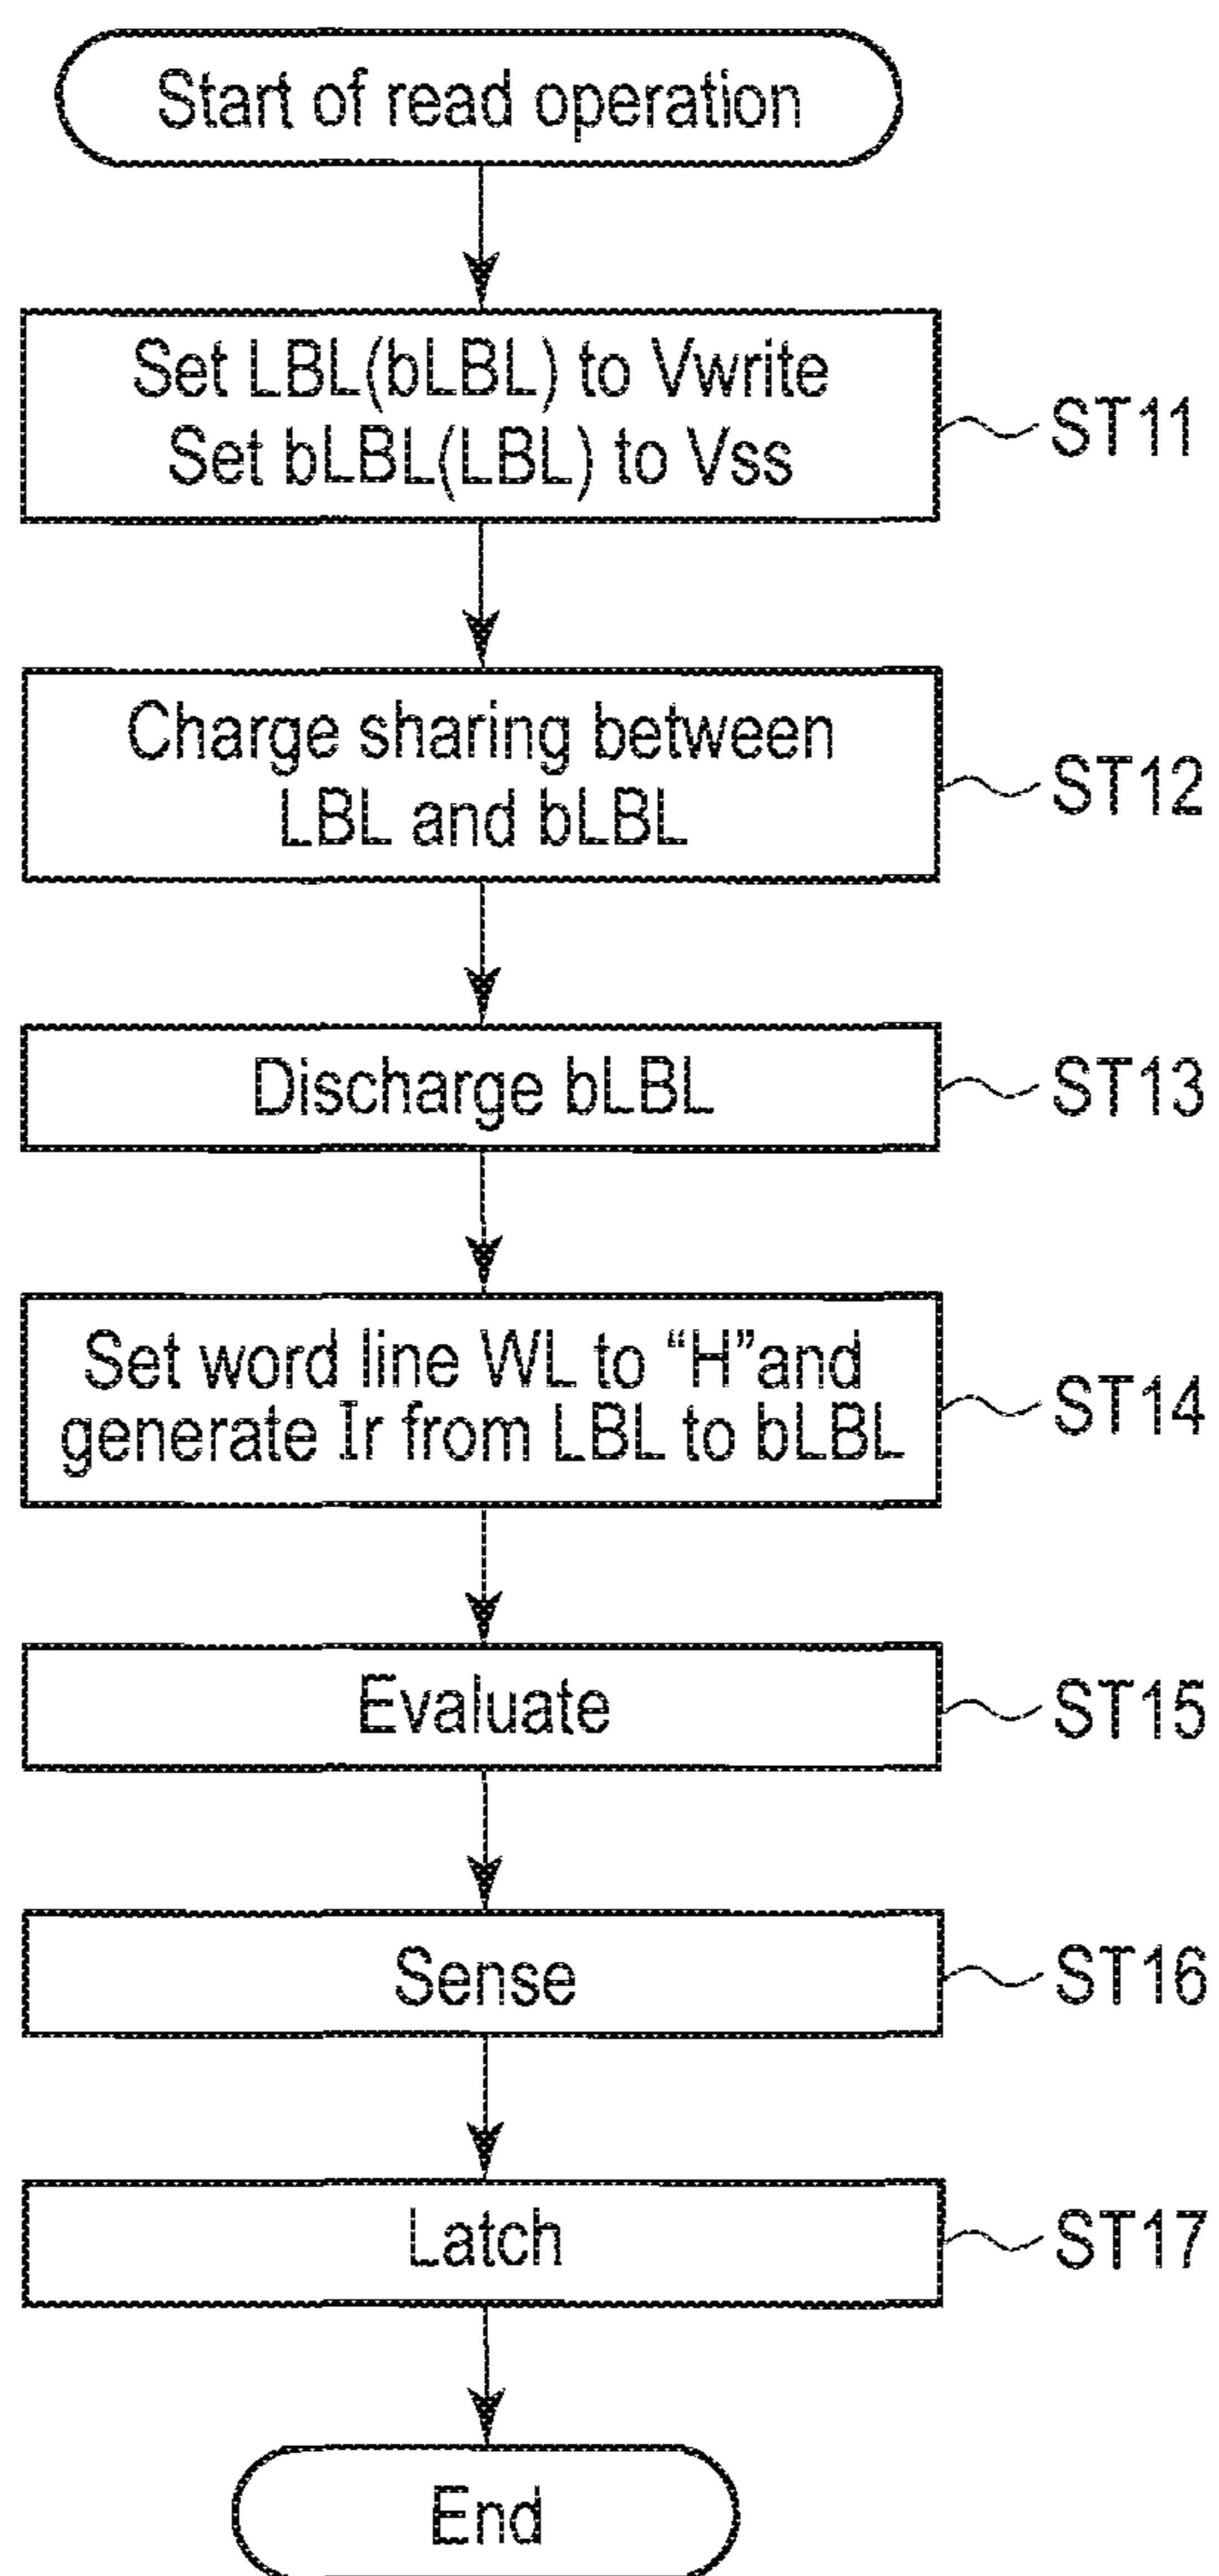 Start of read operation
Set LBL(bLBL) to Vwrite
Set bLBL(LBL) to Vss
ST11
Charge sharing between
LBL and bLBL
ST12
Discharge bLBL
ST13
Set word line WL to “H”and
generate Ir from LBL to bLBL
ST14
Evaluate
ST15
Sense
ST16
Latch
ST17
End